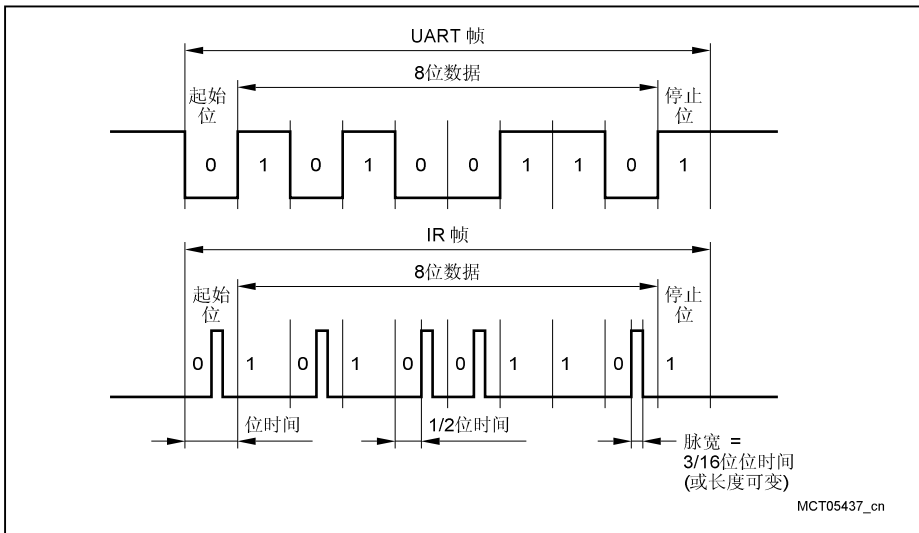 UART 帧
8位数据
起始
位
停止
位
0 1 0 1 0 0 1 1 0 1
IR 帧
8位数据
起始
位
停止
位
0 1 0 1 0 0 1 1 0 1
位时间
1/2位时间
脉宽 =
3/16位位时间
(或长度可变)
MCT05437_cn